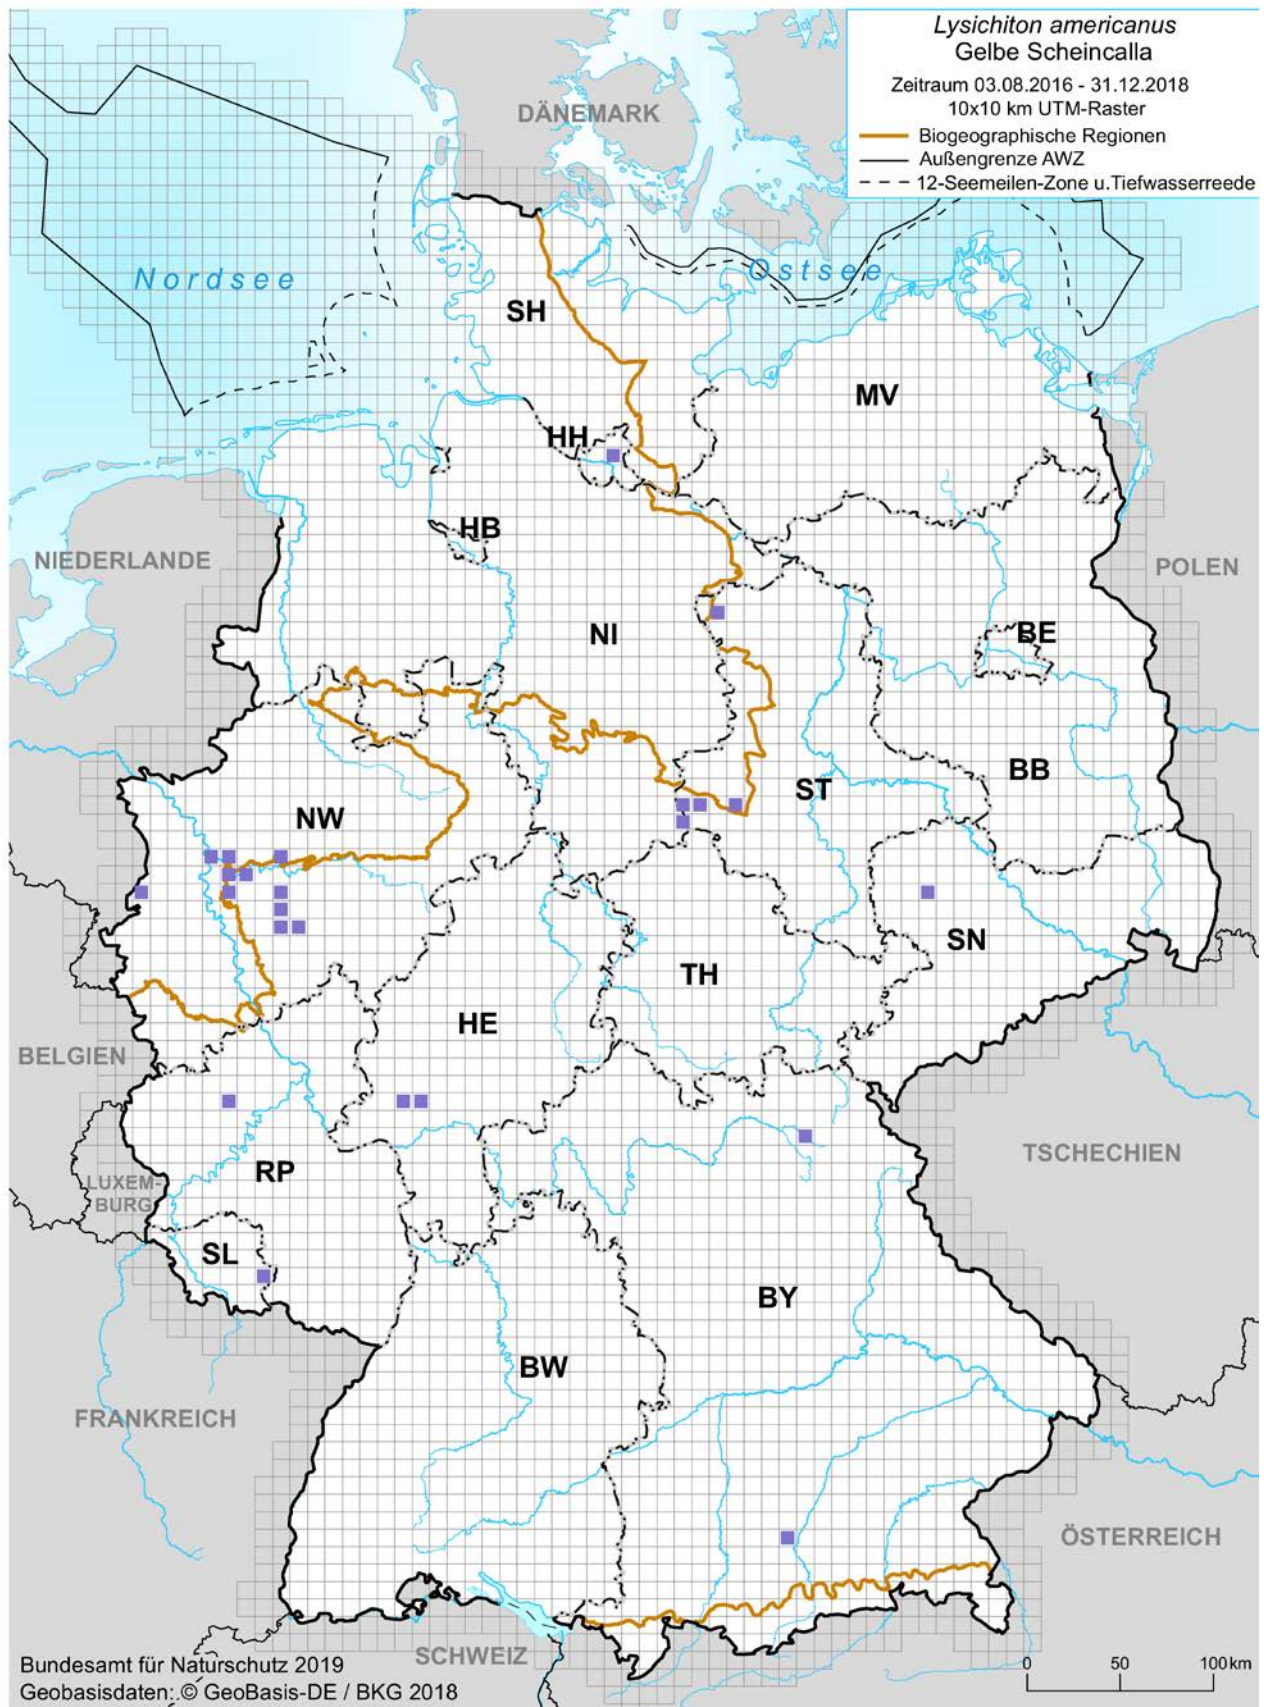 Lysichiton americanus
Gelbe Scheincalla
Zeitraum 03.08.2016 - 31.12.2018
10x10 km UTM-Raster
Biogeographische Regionen
Außengrenze AWZ
12-Seemeilen-Zone u.Tiefwasserreede
DÄNEMARK
Nordsee
Ostsee
SH
MV
HH
HB
NIEDERLANDE
POLEN
NI
BE
BB
ST
NW
SN
TH
HE
BELGIEN
TSCHECHIEN
RP
LUXEM-
BURG
SL
BY
BW
FRANKREICH
ÖSTERREICH
SCHWEIZ
Bundesamt für Naturschutz 2019
Geobasisdaten:.© GeoBasis-DE / BKG 2018
0 50 100 km